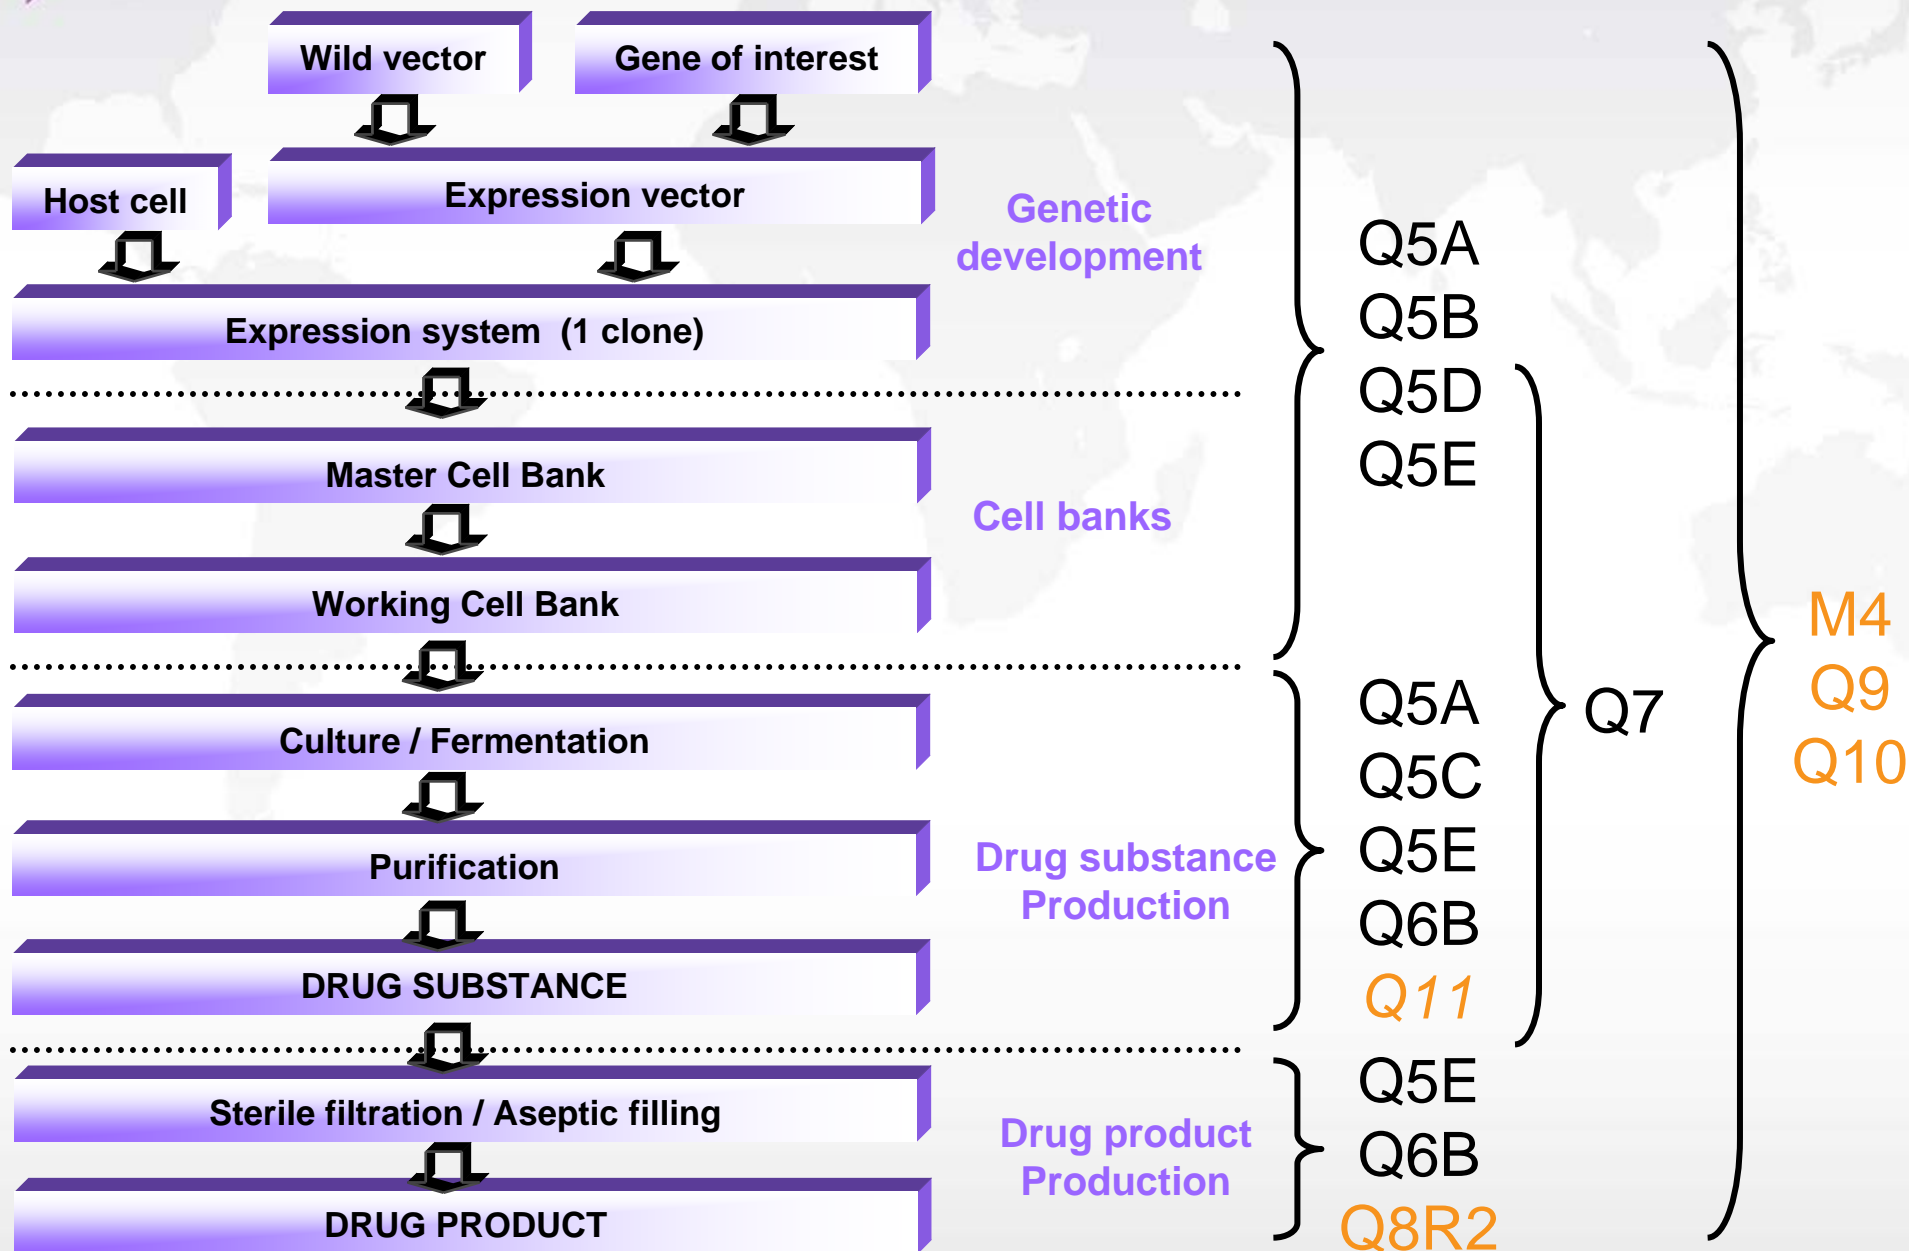 Wild vector
Gene of interest
Host cell
Expression vector
Genetic
development
Expression system  (1 clone)
Master Cell Bank
Cell banks
Working Cell Bank
Culture / Fermentation
Purification
Drug substance
Production
DRUG SUBSTANCE
Sterile filtration / Aseptic filling
Drug product
Production
DRUG PRODUCT
Q5A
Q5B
Q5D
Q5E
Q5A
Q5C
Q5E
Q6B
Q11
Q5E
Q6B
Q8R2
Q7
M4
Q9
Q10